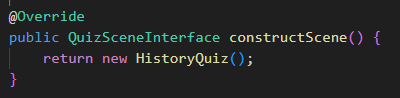 @Override
public QuizSceneInterface constructScene() {
    return new HistoryQuiz();
}